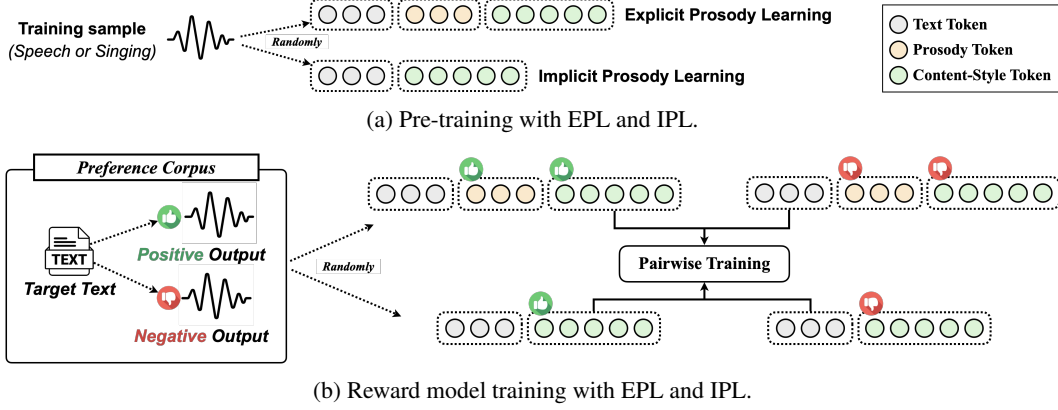 Training sample
(Speech or Singing)
Randomly
Explicit Prosody Learning
Implicit Prosody Learning
Text Token
Prosody Token
Content-Style Token
(a) Pre-training with EPL and IPL.
Preference Corpus
TEXT
Target Text
Positive Output
Negative Output
Randomly
Pairwise Training
(b) Reward model training with EPL and IPL.